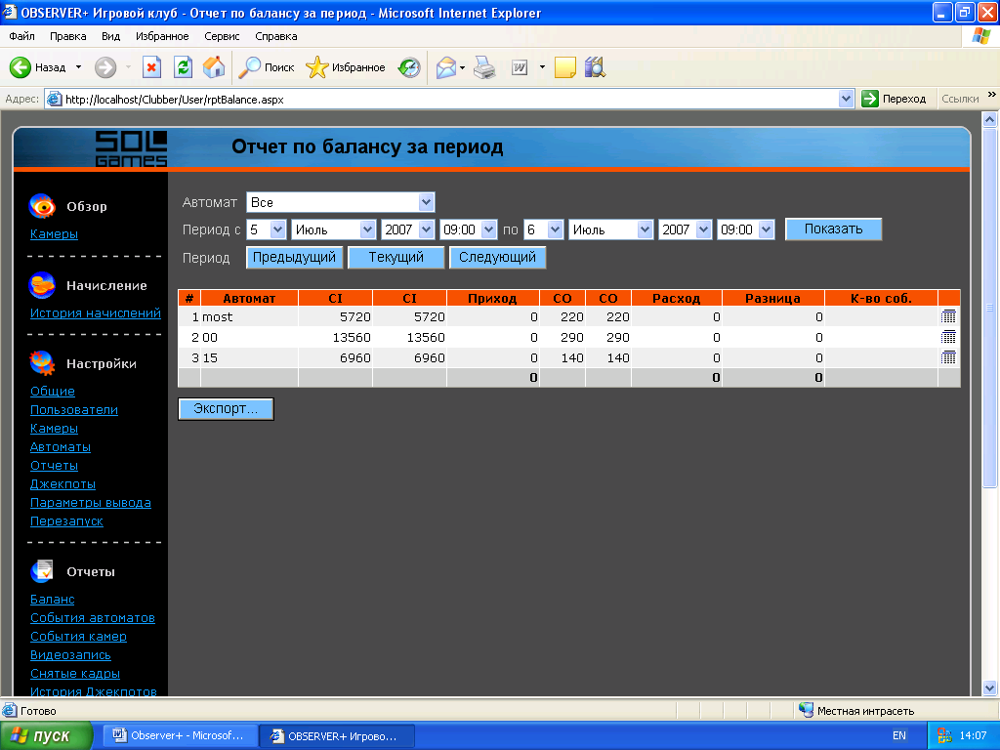 OBSERVER+ Игровой клуб - Отчет по балансу за период - Microsoft Internet Explorer
Файл Правка Вид Избранное Сервис Справка
Назад Поиск Избранное
Адрес: http://localhost/Clubber/User/rptBalance.aspx Переход Ссылки »
SOL GAMES Отчет по балансу за период
Обзор
Камеры
Начисление
История начислений
Настройки
Общие
Пользователи
Камеры
Автоматы
Отчеты
Джекпоты
Параметры вывода
Перезапуск
Отчеты
Баланс
События автоматов
События камер
Видеозапись
Снятые кадры
История Джекпотов
Автомат Все
Период с 5 Июль 2007 09:00 по 6 Июль 2007 09:00 Показать
Период Предыдущий Текущий Следующий
# Автомат CI CI Приход CO CO Расход Разница К-во соб.
1 most 5720 5720 0 220 220 0 0
2 00 13560 13560 0 290 290 0 0
3 15 6960 6960 0 140 140 0 0
0 0 0
Экспорт...
Готово Местная интрасеть
пуск Observer+ - Microsof... OBSERVER+ Игрово... EN 14:07